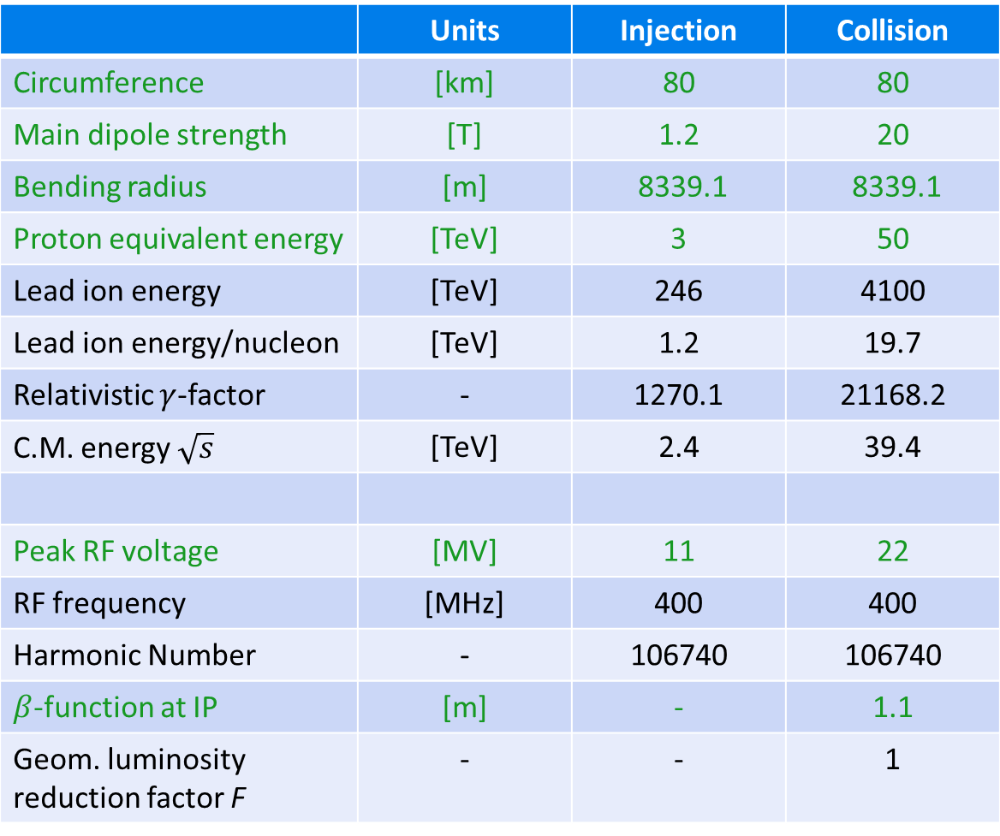 Units Injection Collision
Circumference [km] 80 80
Main dipole strength [T] 1.2 20
Bending radius [m] 8339.1 8339.1
Proton equivalent energy [TeV] 3 50
Lead ion energy [TeV] 246 4100
Lead ion energy/nucleon [TeV] 1.2 19.7
Relativistic γ-factor - 1270.1 21168.2
C.M. energy √s [TeV] 2.4 39.4
Peak RF voltage [MV] 11 22
RF frequency [MHz] 400 400
Harmonic Number - 106740 106740
β-function at IP [m] - 1.1
Geom. luminosity - - 1
reduction factor F